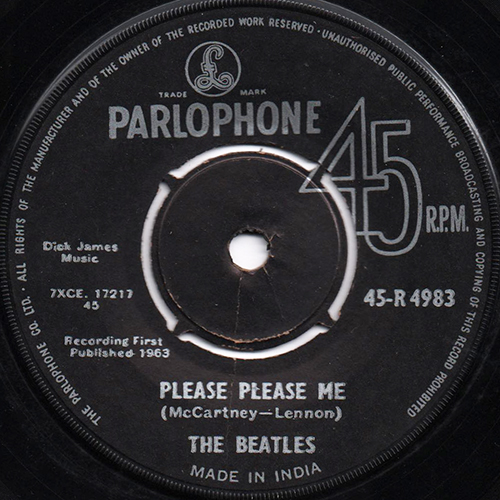 ALL RIGHTS OF THE MANUFACTURER AND OF THE OWNER OF THE RECORDED WORK RESERVED · UNAUTHORISED PUBLIC PERFORMANCE BROADCASTING AND COPYING OF THIS RECORD PROHIBITED
THE PARLOPHONE CO. LTD. ·
£
TRADE MARK
PARLOPHONE
45
R.P.M.
Dick James
Music
7XCE. 17217
45
45-R 4983
Recording First
Published 1963
PLEASE PLEASE ME
(McCartney—Lennon)
THE BEATLES
MADE IN INDIA